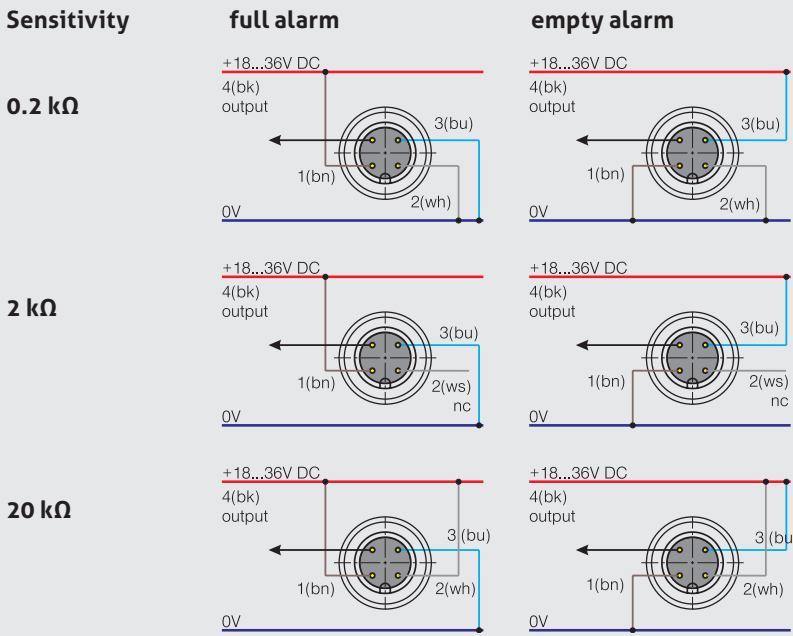 Sensitivity full alarm empty alarm
0.2 kΩ
+18...36V DC
4(bk)
output
3(bu)
1(bn)
2(wh)
0V
+18...36V DC
4(bk)
output
3(bu)
1(bn)
2(wh)
0V
2 kΩ
+18...36V DC
4(bk)
output
3(bu)
1(bn)
2(ws)
nc
0V
+18...36V DC
4(bk)
output
3(bu)
1(bn)
2(ws)
nc
0V
20 kΩ
+18...36V DC
4(bk)
output
3 (bu)
1(bn)
2(wh)
0V
+18...36V DC
4(bk)
output
3 (bu
1(bn)
2(wh)
0V